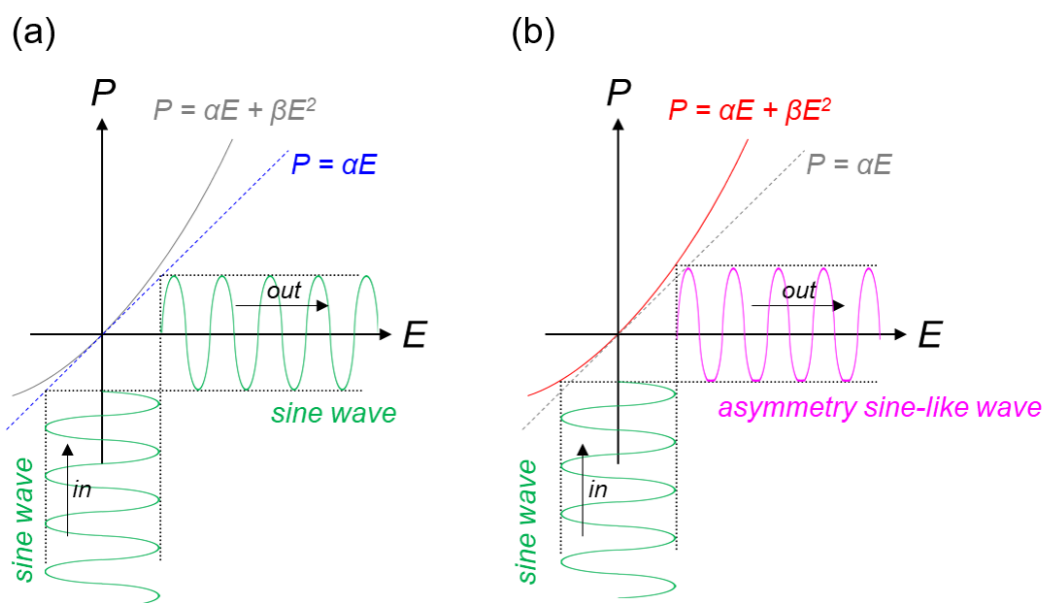 (a)
P
P = αE + βE²
P = αE
out
E
sine wave
in
sine wave
(b)
P
P = αE + βE²
P = αE
out
E
asymmetry sine-like wave
in
sine wave